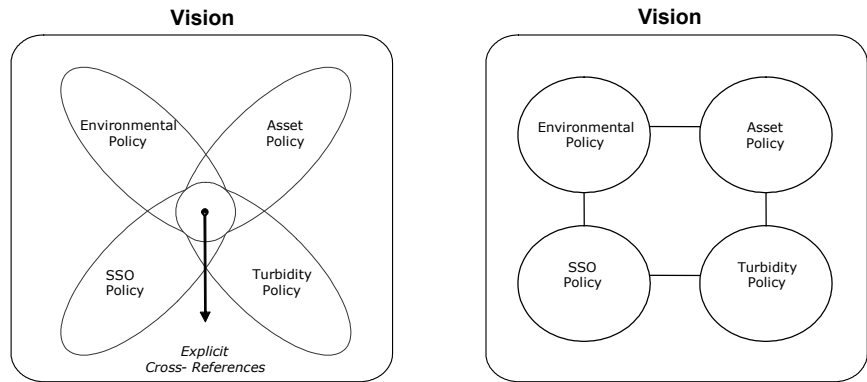 Vision
Environmental
Policy
Asset
Policy
SSO
Policy
Turbidity
Policy
Explicit
Cross- References
Vision
Environmental
Policy
Asset
Policy
SSO
Policy
Turbidity
Policy